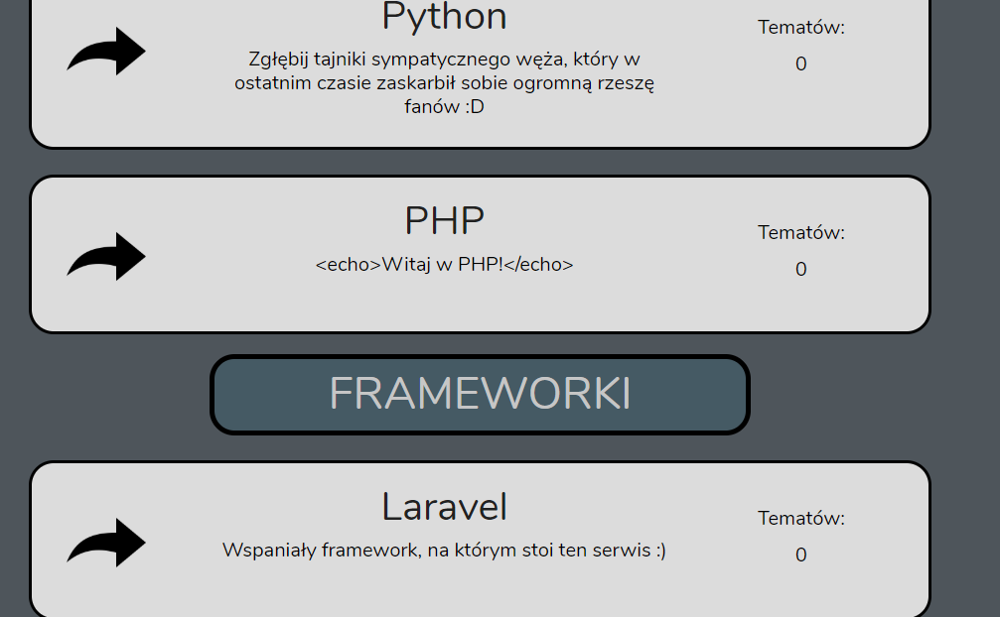 Python
Tematów:
Zgłębij tajniki sympatycznego węża, który w
ostatnim czasie zaskarbił sobie ogromną rzeszę
fanów :D
0
PHP
Tematów:
<echo>Witaj w PHP!</echo>
0
FRAMEWORKI
Laravel
Tematów:
Wspaniały framework, na którym stoi ten serwis :)
0